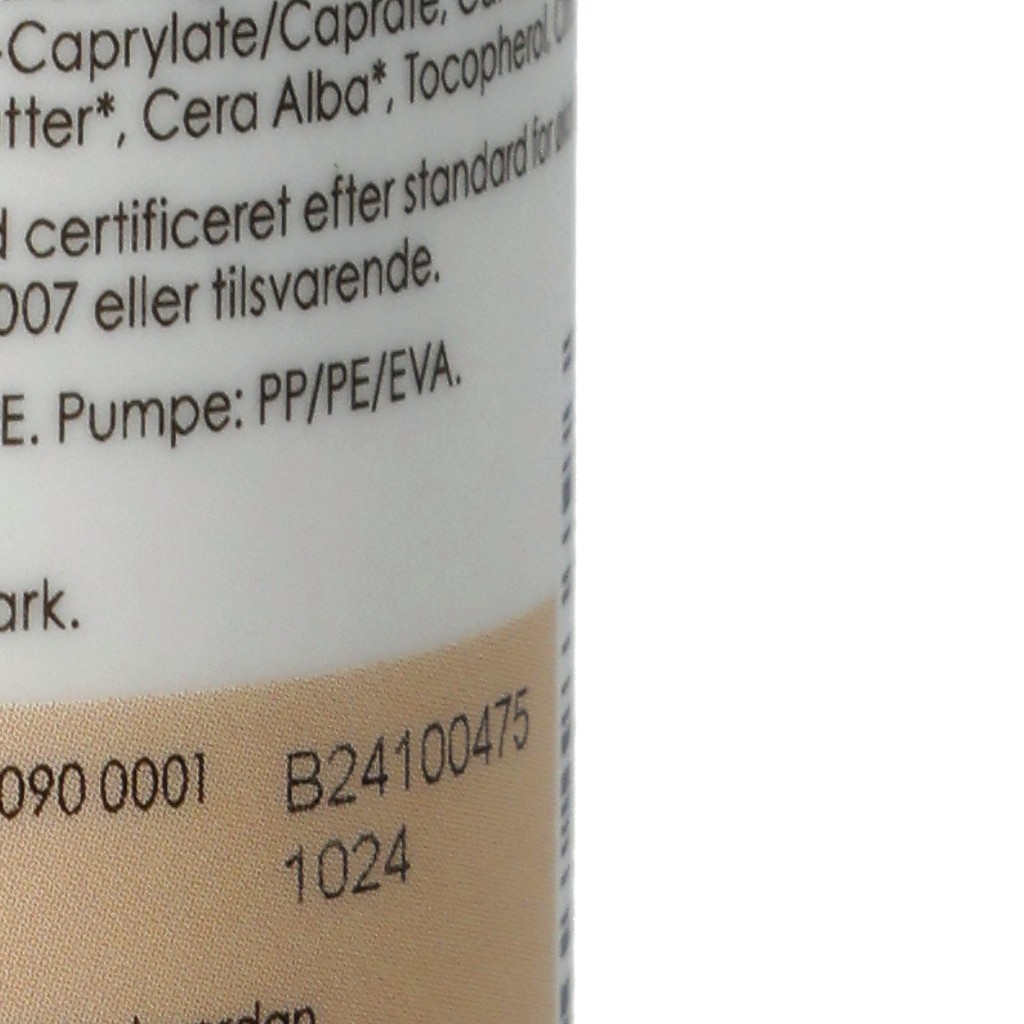 -Caprylate/Caprate,
tter*, Cera Alba*, Tocopherol,
d certificeret efter standard for
007 eller tilsvarende.
E. Pumpe: PP/PE/EVA.
ark.
090 0001 B24100475
1024